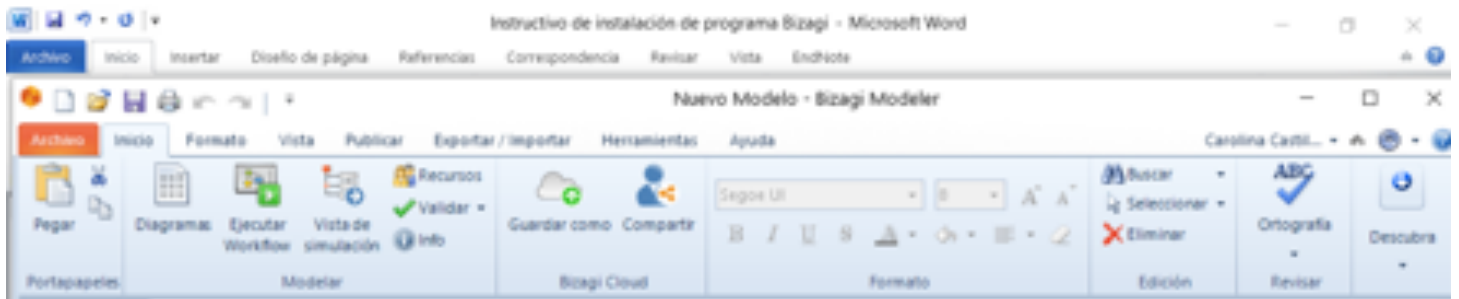 Instructivo de instalación de programa Bizagi - Microsoft Word
Archivo Inicio Insertar Diseño de página Referencias Correspondencia Revisar Vista EndNote
Nuevo Modelo - Bizagi Modeler
Archivo Inicio Formato Vista Publicar Exportar / Importar Herramientas Ayuda Carolina Castil...
Pegar
Portapapeles
Diagramas Ejecutar Workflow Vista de simulación
Recursos
Validar
Info
Modelar
Guardar como Compartir
Bizagi Cloud
Segoe UI 8
Formato
Buscar
Seleccionar
Eliminar
Edición
ABC
Ortografía
Revisar
Descubra